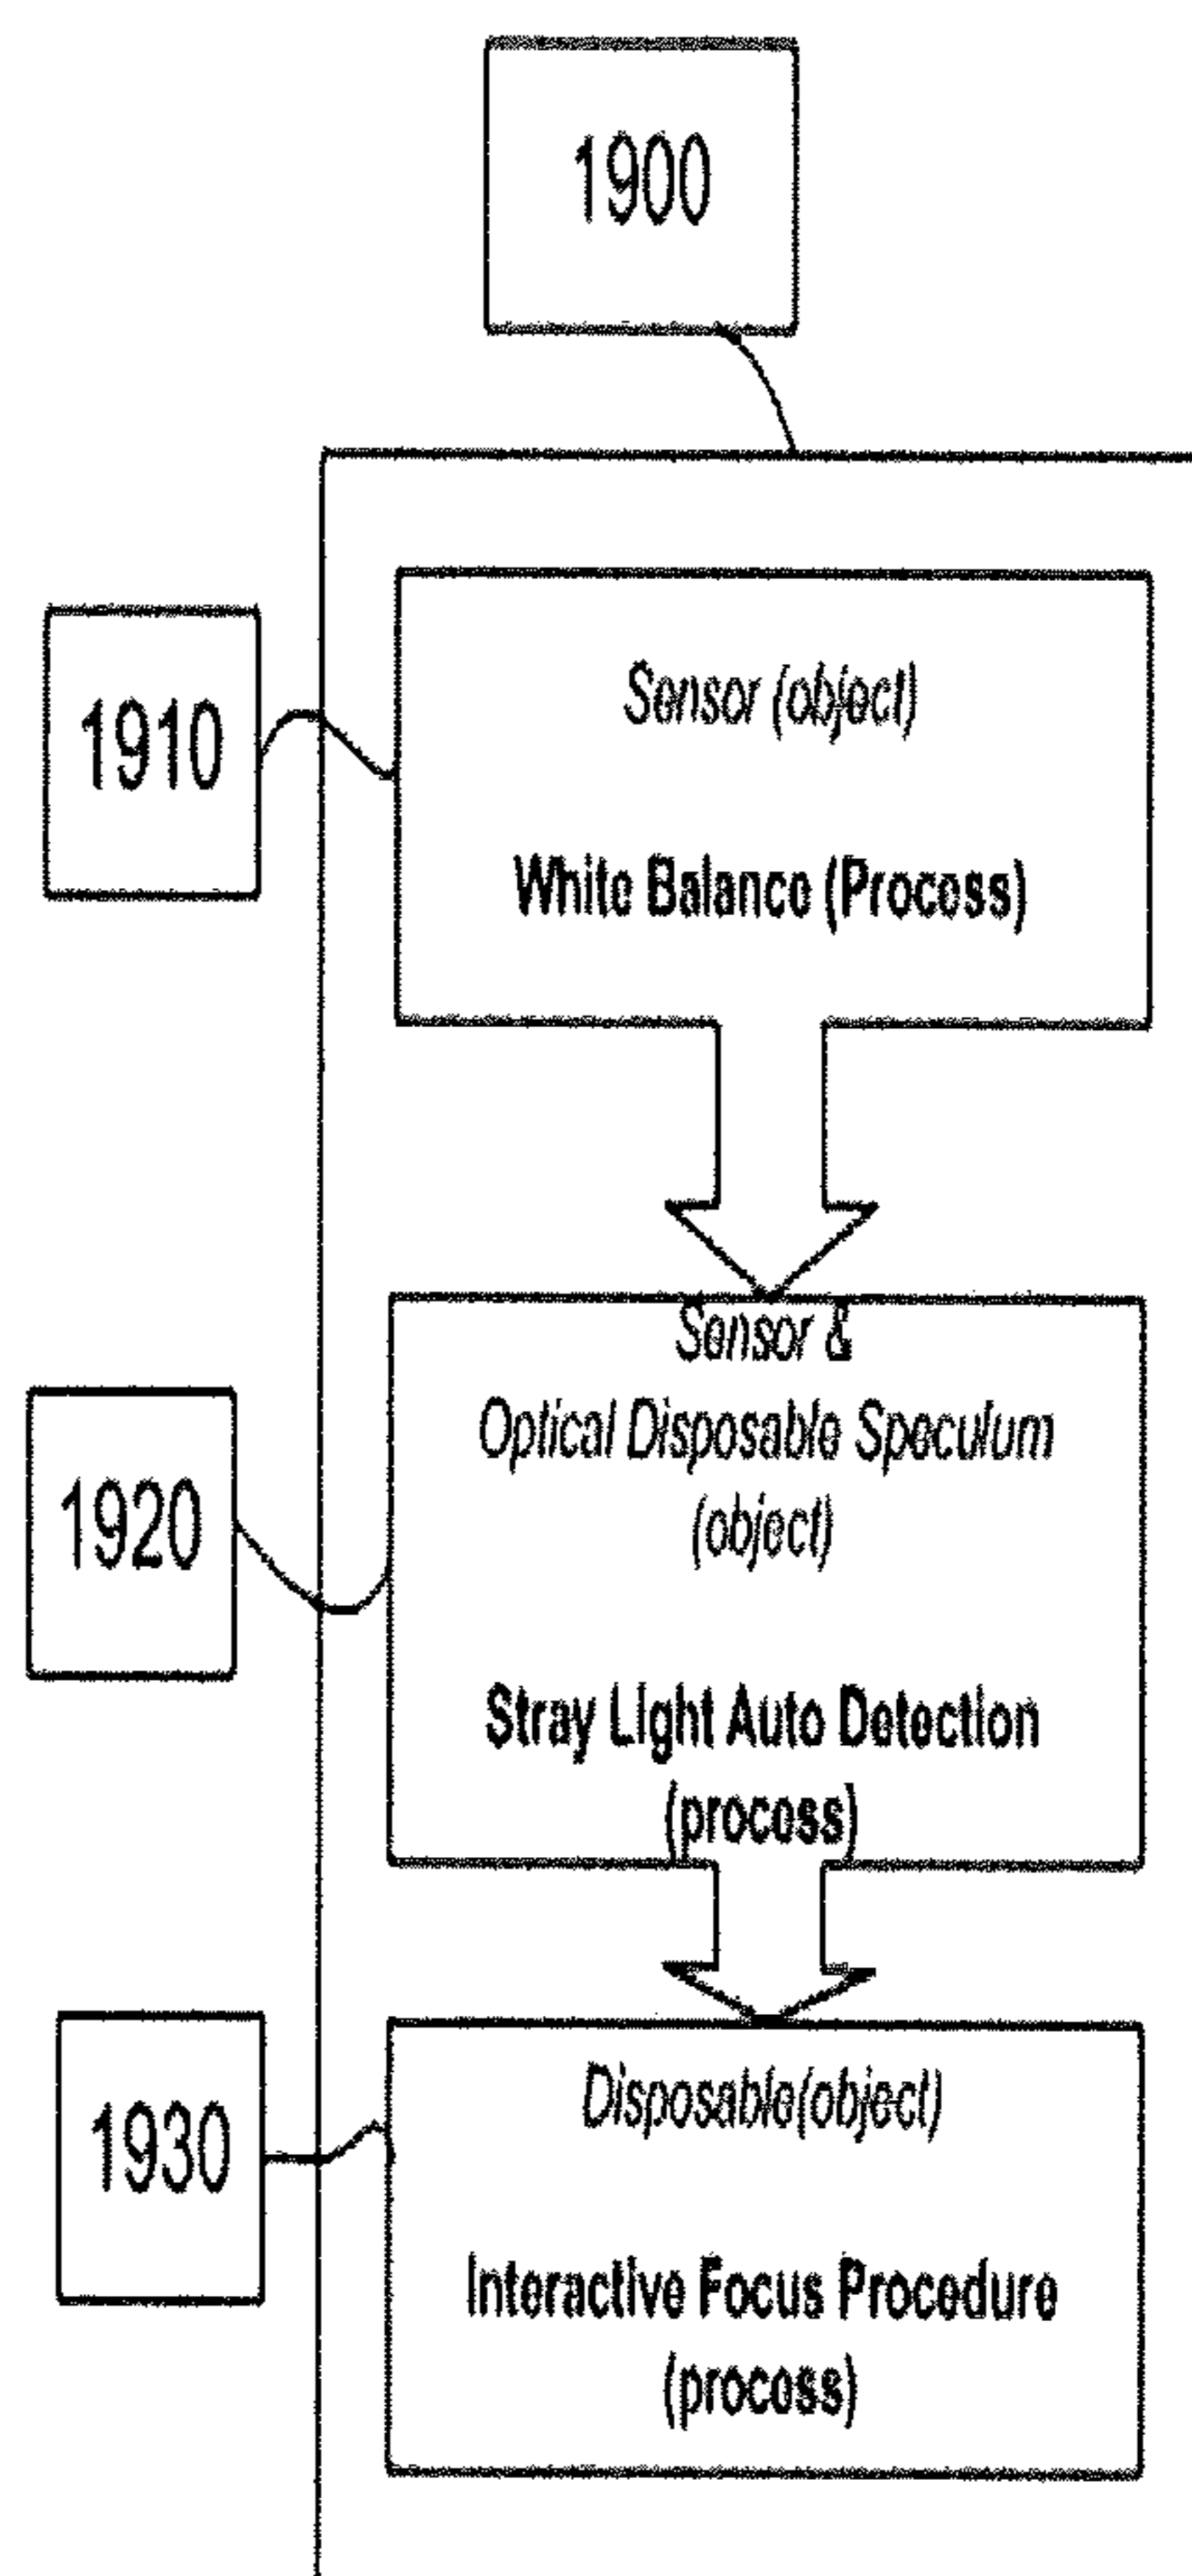 1900
1910
Sensor (object)
White Balance (Process)
1920
Sensor &
Optical Disposable Speculum
(object)
Stray Light Auto Detection
(process)
1930
Disposable(object)
Interactive Focus Procedure
(process)